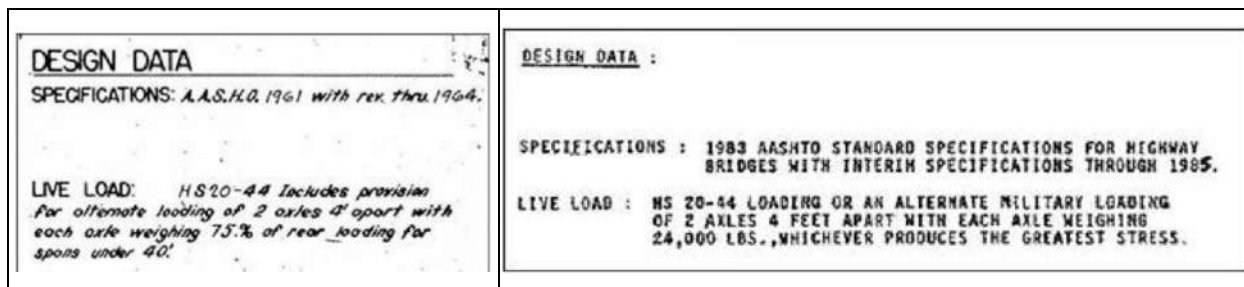 DESIGN DATA
SPECIFICATIONS: A.A.S.H.O. 1961 with rev. thru. 1964.
LIVE LOAD: HS20-44 Includes provision
for alternate loading of 2 axles 4' apart with
each axle weighing 75.% of rear loading for
spans under 40'.
DESIGN DATA :
SPECIFICATIONS : 1983 AASHTO STANDARD SPECIFICATIONS FOR HIGHWAY
BRIDGES WITH INTERIM SPECIFICATIONS THROUGH 1985.
LIVE LOAD : HS 20-44 LOADING OR AN ALTERNATE MILITARY LOADING
OF 2 AXLES 4 FEET APART WITH EACH AXLE WEIGHING
24,000 LBS.,WHICHEVER PRODUCES THE GREATEST STRESS.